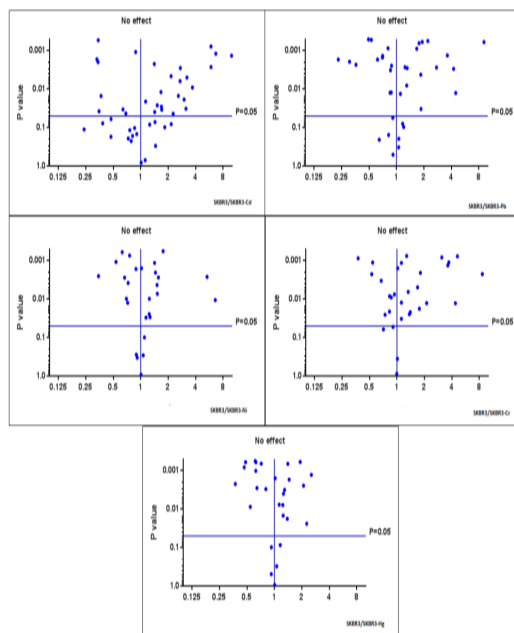 No effect
P value
0.001
0.01
0.1
1.0
P=0.05
0.125
0.25
0.5
1
2
4
8
SKBR3/SKBR3-Cd
No effect
P value
0.001
0.01
0.1
1.0
P=0.05
0.125
0.25
0.5
1
2
4
8
SKBR3/SKBR3-Pb
No effect
P value
0.001
0.01
0.1
1.0
P=0.05
0.125
0.25
0.5
1
2
4
8
SKBR3/SKBR3-Ni
No effect
P value
0.001
0.01
0.1
1.0
P=0.05
0.125
0.25
0.5
1
2
4
8
SKBR3/SKBR3-Cr
No effect
P value
0.001
0.01
0.1
1.0
P=0.05
0.125
0.25
0.5
1
2
4
8
SKBR3/SKBR3-Hg